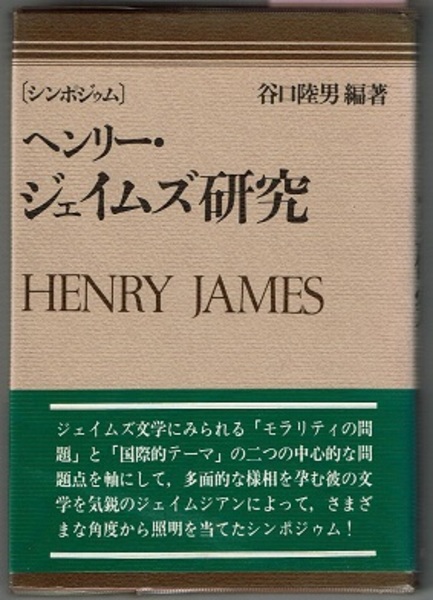 〔シンポジゥム〕
谷口陸男 編著
ヘンリー・
ジェイムズ研究
HENRY JAMES
ジェイムズ文学にみられる「モラリティの問
題」と「国際的テーマ」の二つの中心的な問
題点を軸にして，多面的な様相を孕む彼の文
学を気鋭のジェイムジアンによって，さまざ
まな角度から照明を当てたシンポジゥム！